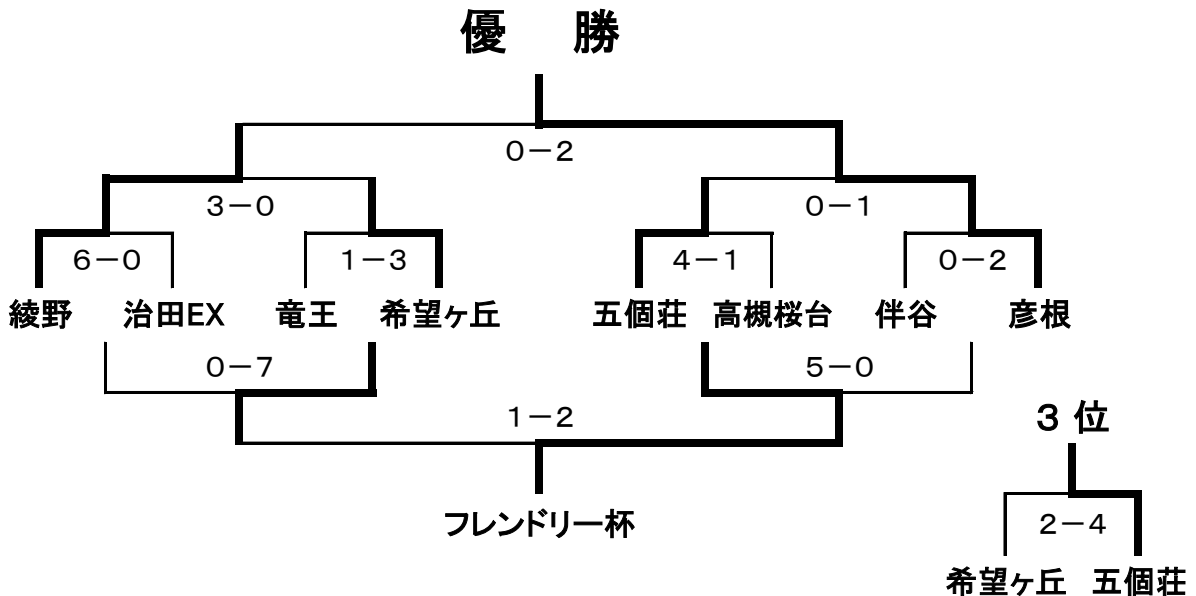 優　勝
0－2
3－0
0－1
6－0
1－3
4－1
0－2
綾野
治田EX
竜王
希望ヶ丘
五個荘
高槻桜台
伴谷
彦根
0－7
5－0
1－2
3 位
フレンドリー杯
2－4
希望ヶ丘
五個荘